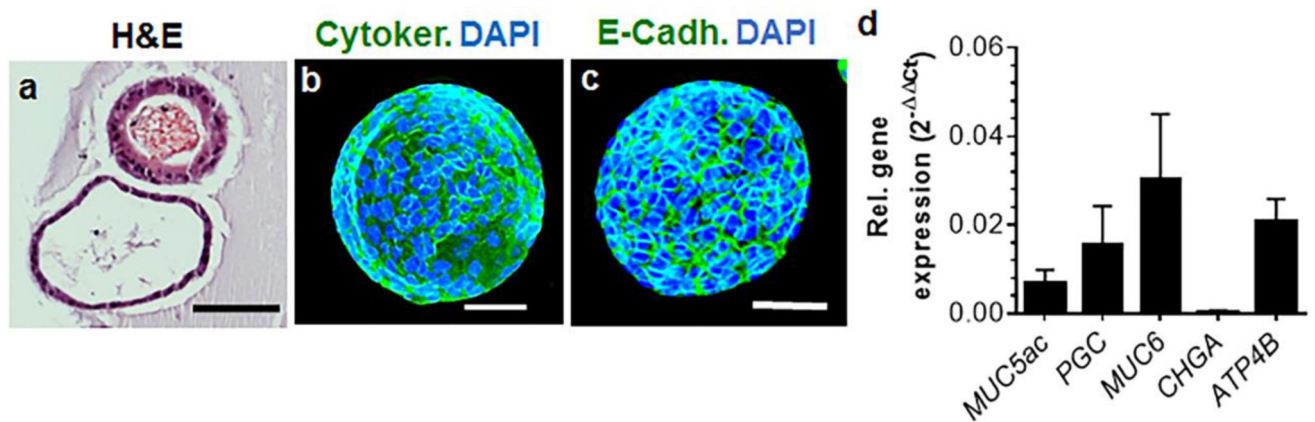 H&E
Cytoker. DAPI
E-Cadh. DAPI
a
b
c
d
Rel. gene
expression (2-ΔΔCt)
0.06
0.04
0.02
0.00
MUC5ac
PGC
MUC6
CHGA
ATP4B